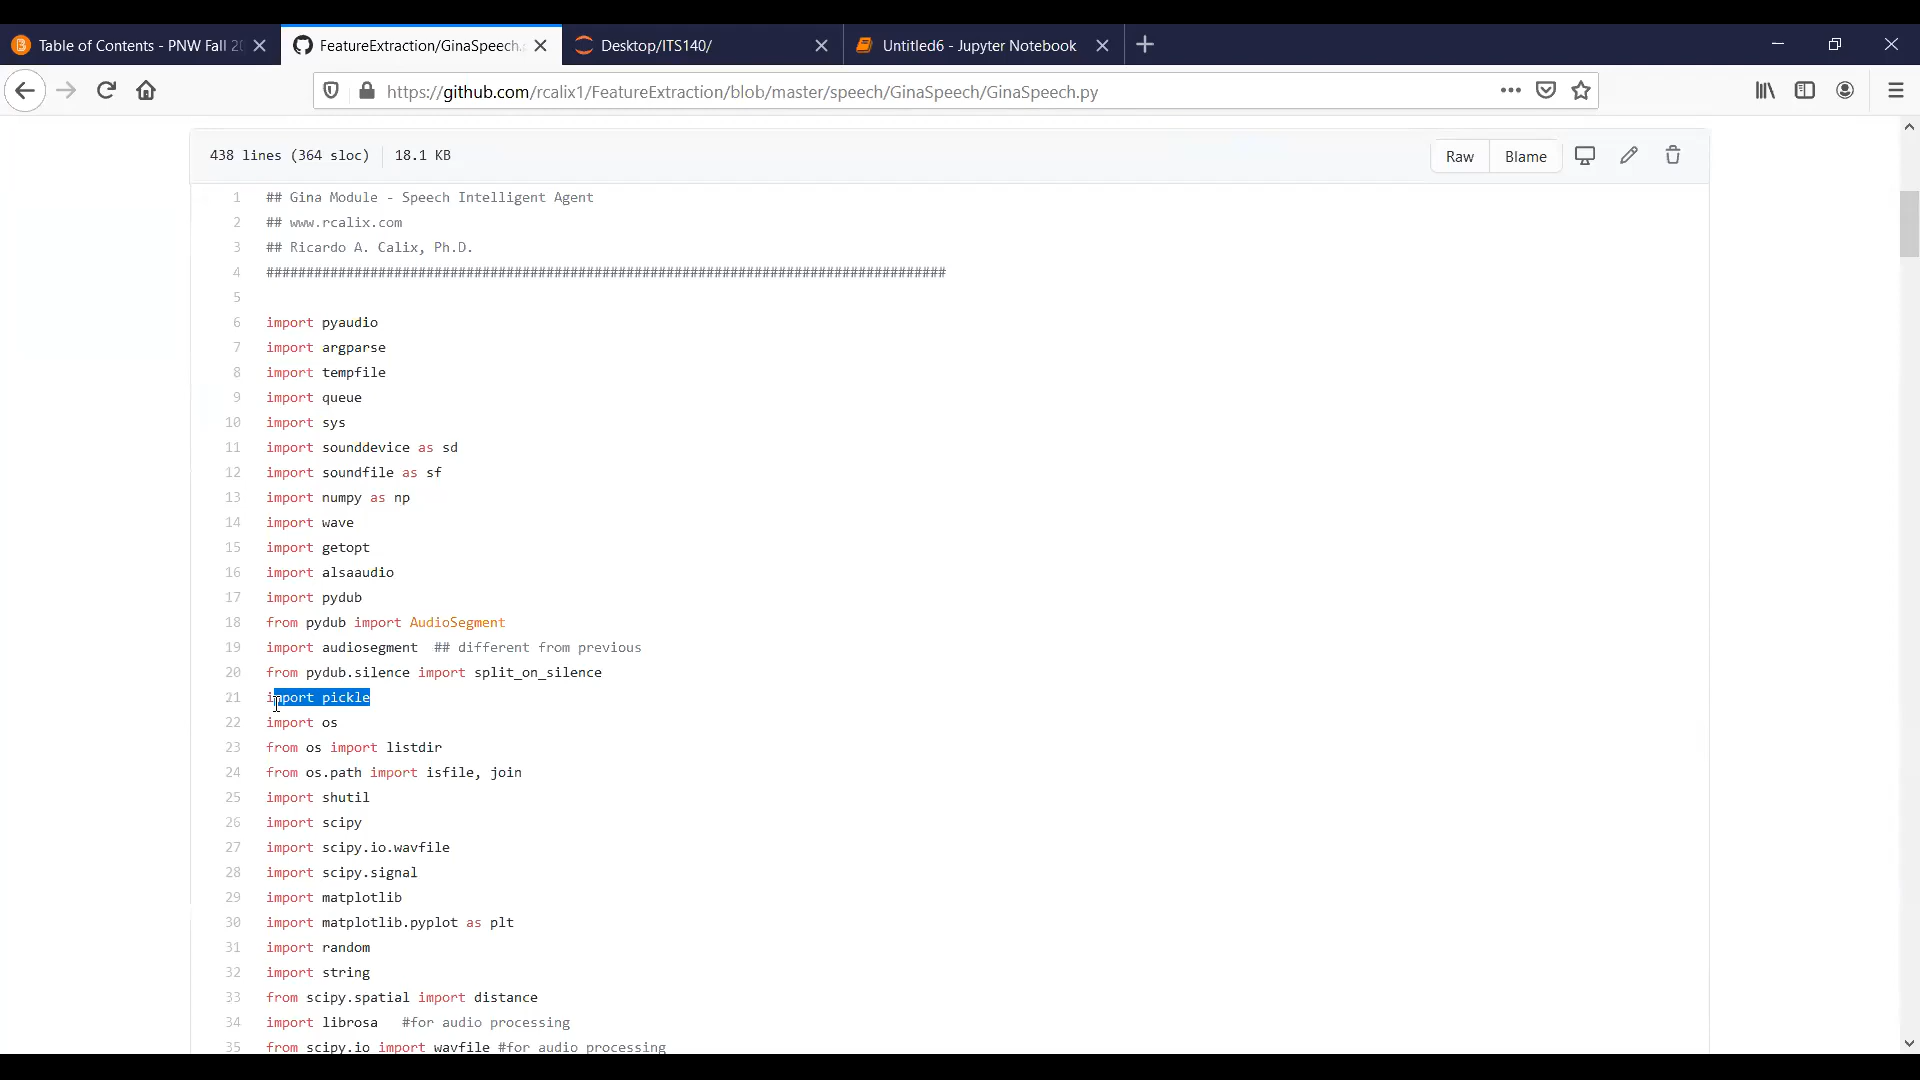 Table of Contents - PNW Fall 20
FeatureExtraction/GinaSpeech.
Desktop/ITS140/
Untitled6 - Jupyter Notebook
https://github.com/rcalix1/FeatureExtraction/blob/master/speech/GinaSpeech/GinaSpeech.py
438 lines (364 sloc) 18.1 KB
Raw Blame
1 ## Gina Module - Speech Intelligent Agent
2 ## www.rcalix.com
3 ## Ricardo A. Calix, Ph.D.
4 #####################################################################################
5
6 import pyaudio
7 import argparse
8 import tempfile
9 import queue
10 import sys
11 import sounddevice as sd
12 import soundfile as sf
13 import numpy as np
14 import wave
15 import getopt
16 import alsaaudio
17 import pydub
18 from pydub import AudioSegment
19 import audiosegment ## different from previous
20 from pydub.silence import split_on_silence
21 import pickle
22 import os
23 from os import listdir
24 from os.path import isfile, join
25 import shutil
26 import scipy
27 import scipy.io.wavfile
28 import scipy.signal
29 import matplotlib
30 import matplotlib.pyplot as plt
31 import random
32 import string
33 from scipy.spatial import distance
34 import librosa #for audio processing
35 from scipy.io import wavfile #for audio processing